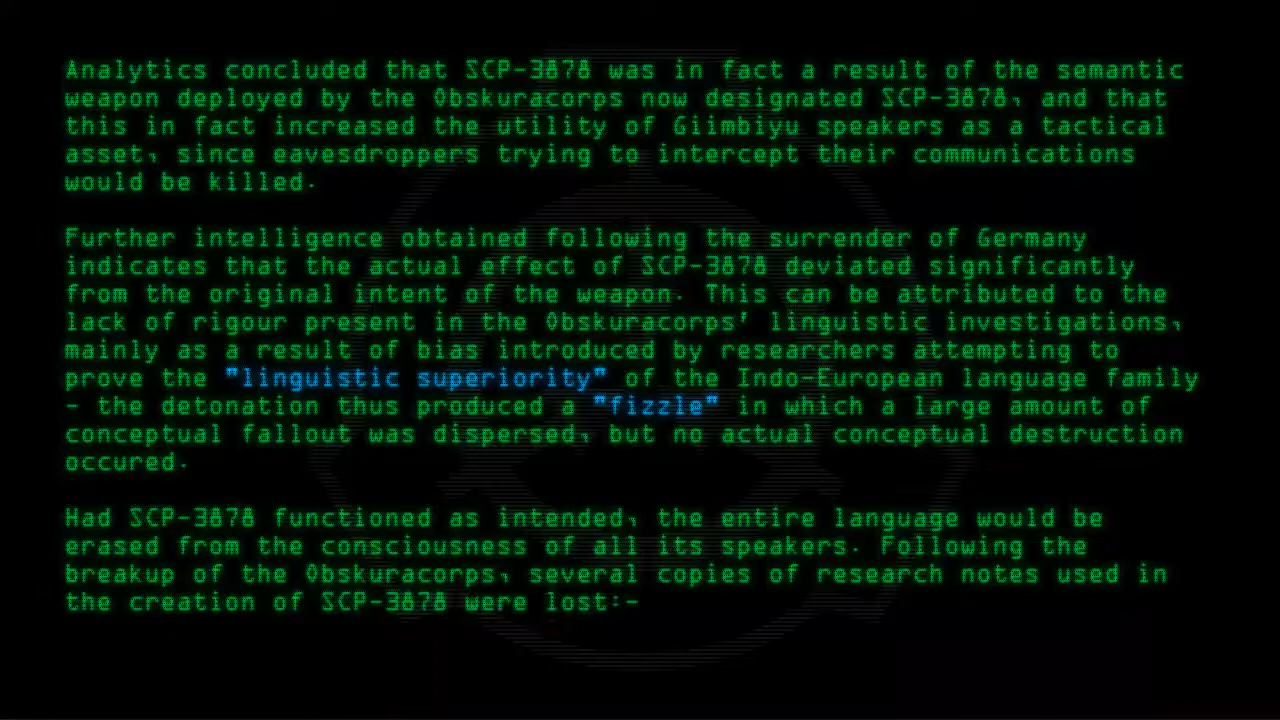 Analytics concluded that SCP-3878 was in fact a result of the semantic
weapon deployed by the Obskuracorps now designated SCP-3878, and that
this in fact increased the utility of Giimbiyu speakers as a tactical
asset, since eavesdroppers trying to intercept their communications
would be killed.
Further intelligence obtained following the surrender of Germany
indicates that the actual effect of SCP-3878 deviated significantly
from the original intent of the weapon. This can be attributed to the
lack of rigour present in the Obskuracorps' linguistic investigations,
mainly as a result of bias introduced by researchers attempting to
prove the "linguistic superiority" of the Indo-European language family
- the detonation thus produced a "fizzle" in which a large amount of
conceptual fallout was dispersed, but no actual conceptual destruction
occured.
Had SCP-3878 functioned as intended, the entire language would be
erased from the consciousness of all its speakers. Following the
breakup of the Obskuracorps, several copies of research notes used in
the creation of SCP-3878 were lost:-